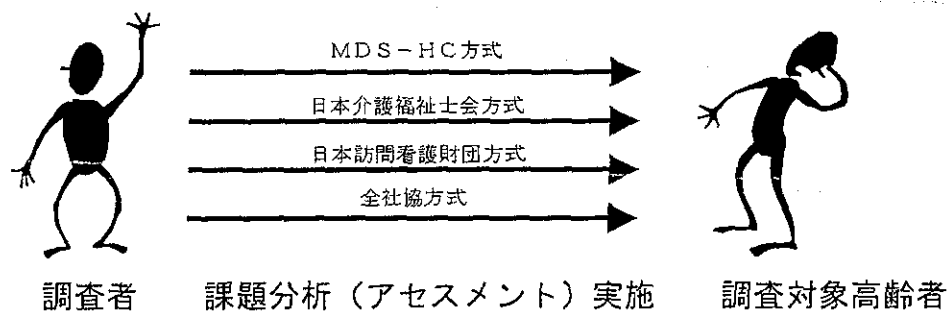 MDS-HC方式
日本介護福祉士会方式
日本訪問看護財団方式
全社協方式
調査者 課題分析(アセスメント)実施 調査対象高齢者